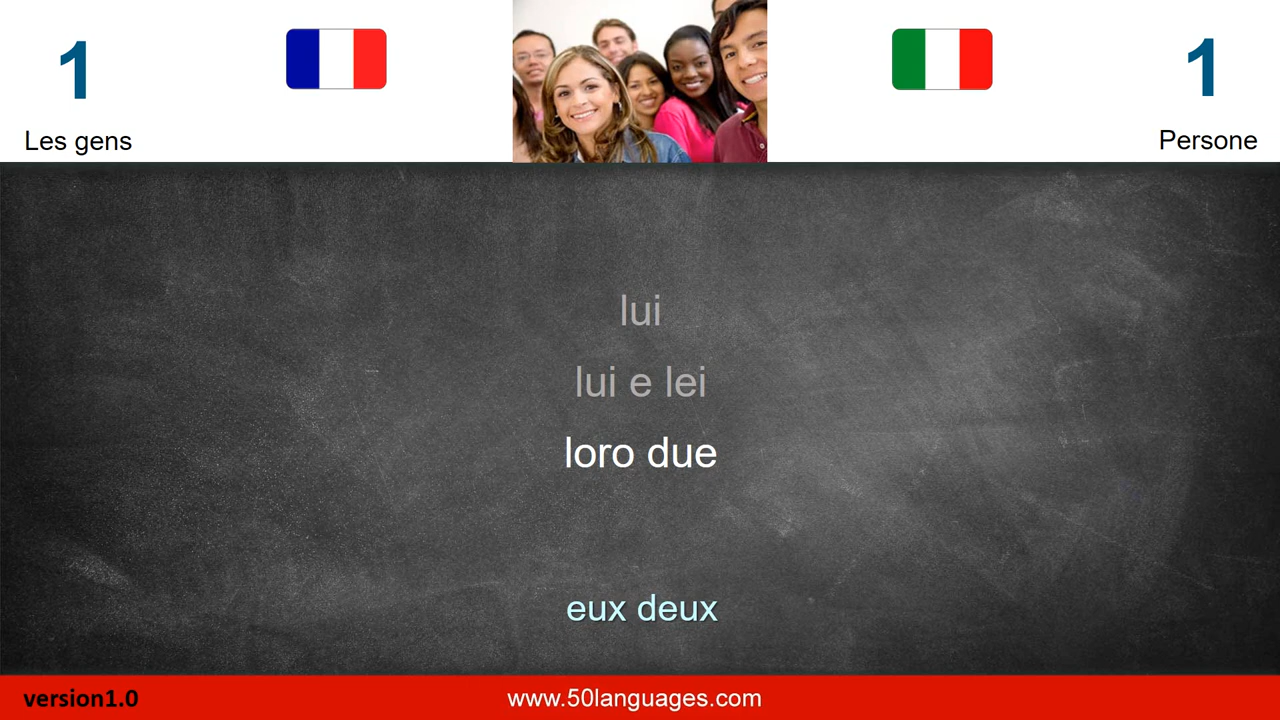 1
1
Les gens
Persone
lui
lui e lei
loro due
eux deux
version1.0
www.50languages.com